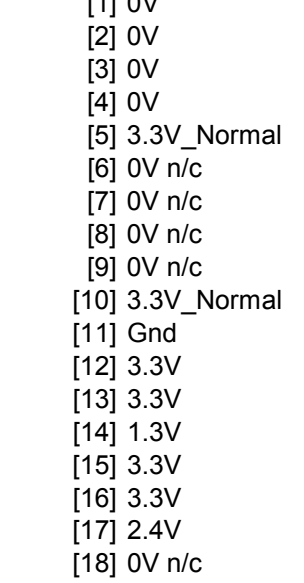 [1] 0V
[2] 0V
[3] 0V
[4] 0V
[5] 3.3V_Normal
[6] 0V n/c
[7] 0V n/c
[8] 0V n/c
[9] 0V n/c
[10] 3.3V_Normal
[11] Gnd
[12] 3.3V
[13] 3.3V
[14] 1.3V
[15] 3.3V
[16] 3.3V
[17] 2.4V
[18] 0V n/c